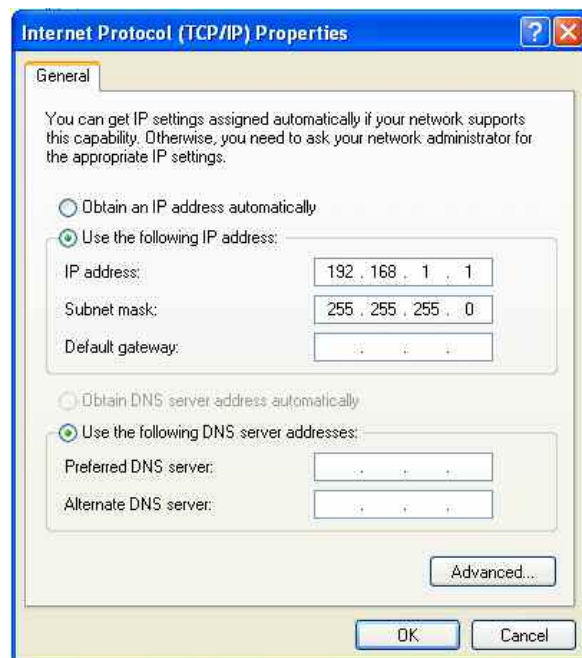 Internet Protocol (TCP/IP) Properties
General
You can get IP settings assigned automatically if your network supports
this capability. Otherwise, you need to ask your network administrator for
the appropriate IP settings.
Obtain an IP address automatically
Use the following IP address:
IP address: 192 . 168 . 1 . 1
Subnet mask: 255 . 255 . 255 . 0
Default gateway: . . .
Obtain DNS server address automatically
Use the following DNS server addresses:
Preferred DNS server: . . .
Alternate DNS server: . . .
Advanced...
OK Cancel